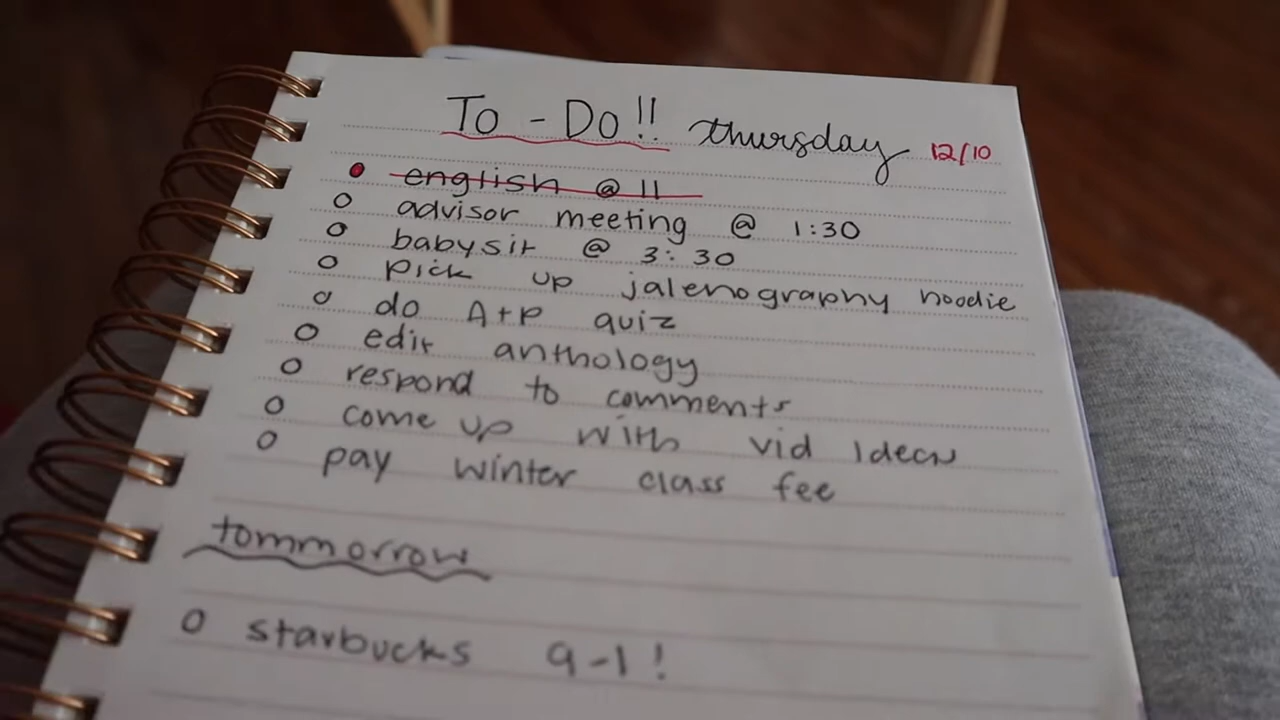 To - Do!! thursday 12/10
english @ 11
advisor meeting @ 1:30
babysit @ 3:30
pick up jalenography hoodie
do A+P quiz
edit anthology
respond to comments
come up with vid Ideas
pay winter class fee
tommorrow
starbucks 9-1!